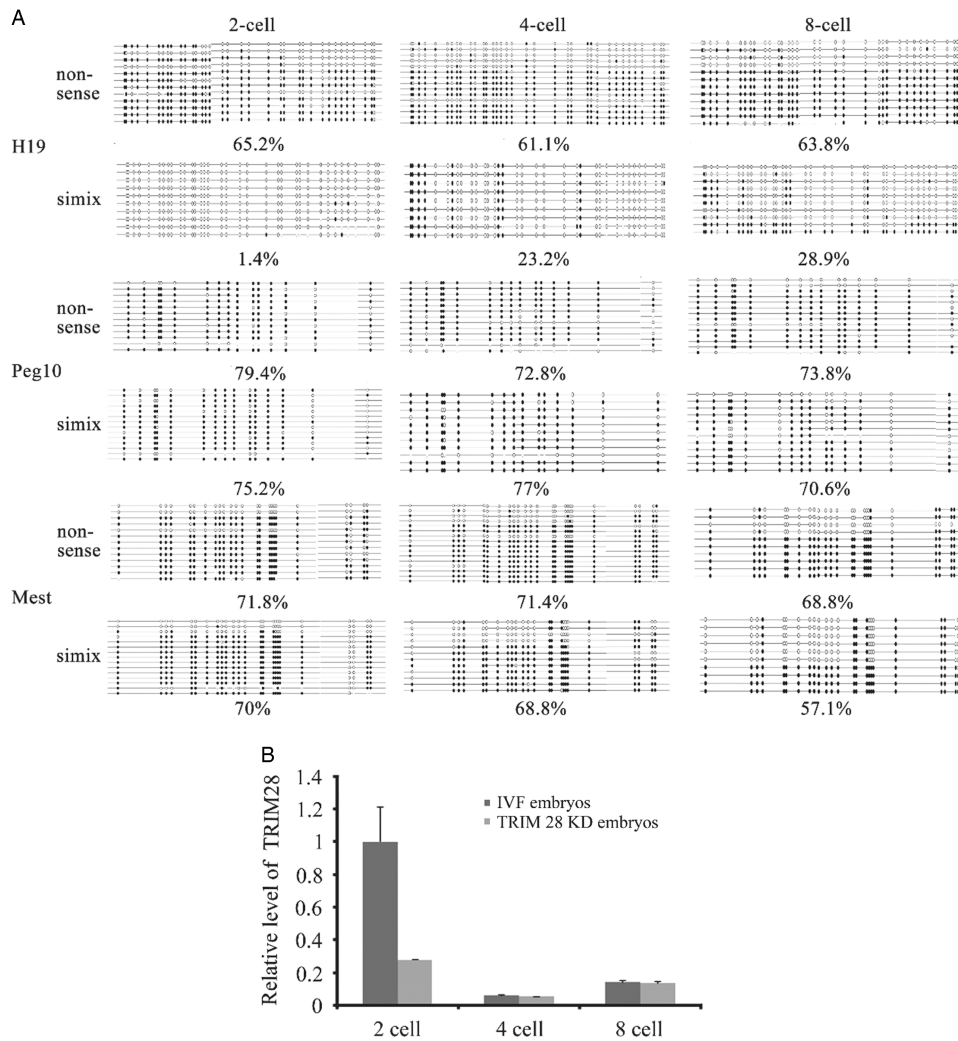 A
2-cell 4-cell 8-cell
non-
sense
H19
65.2% 61.1% 63.8%
simix
1.4% 23.2% 28.9%
non-
sense
Peg10
79.4% 72.8% 73.8%
simix
75.2% 77% 70.6%
non-
sense
Mest
71.8% 71.4% 68.8%
simix
70% 68.8% 57.1%
B
Relative level of TRIM28
1.4
1.2
1
0.8
0.6
0.4
0.2
0
IVF embryos
TRIM 28 KD embryos
2 cell 4 cell 8 cell